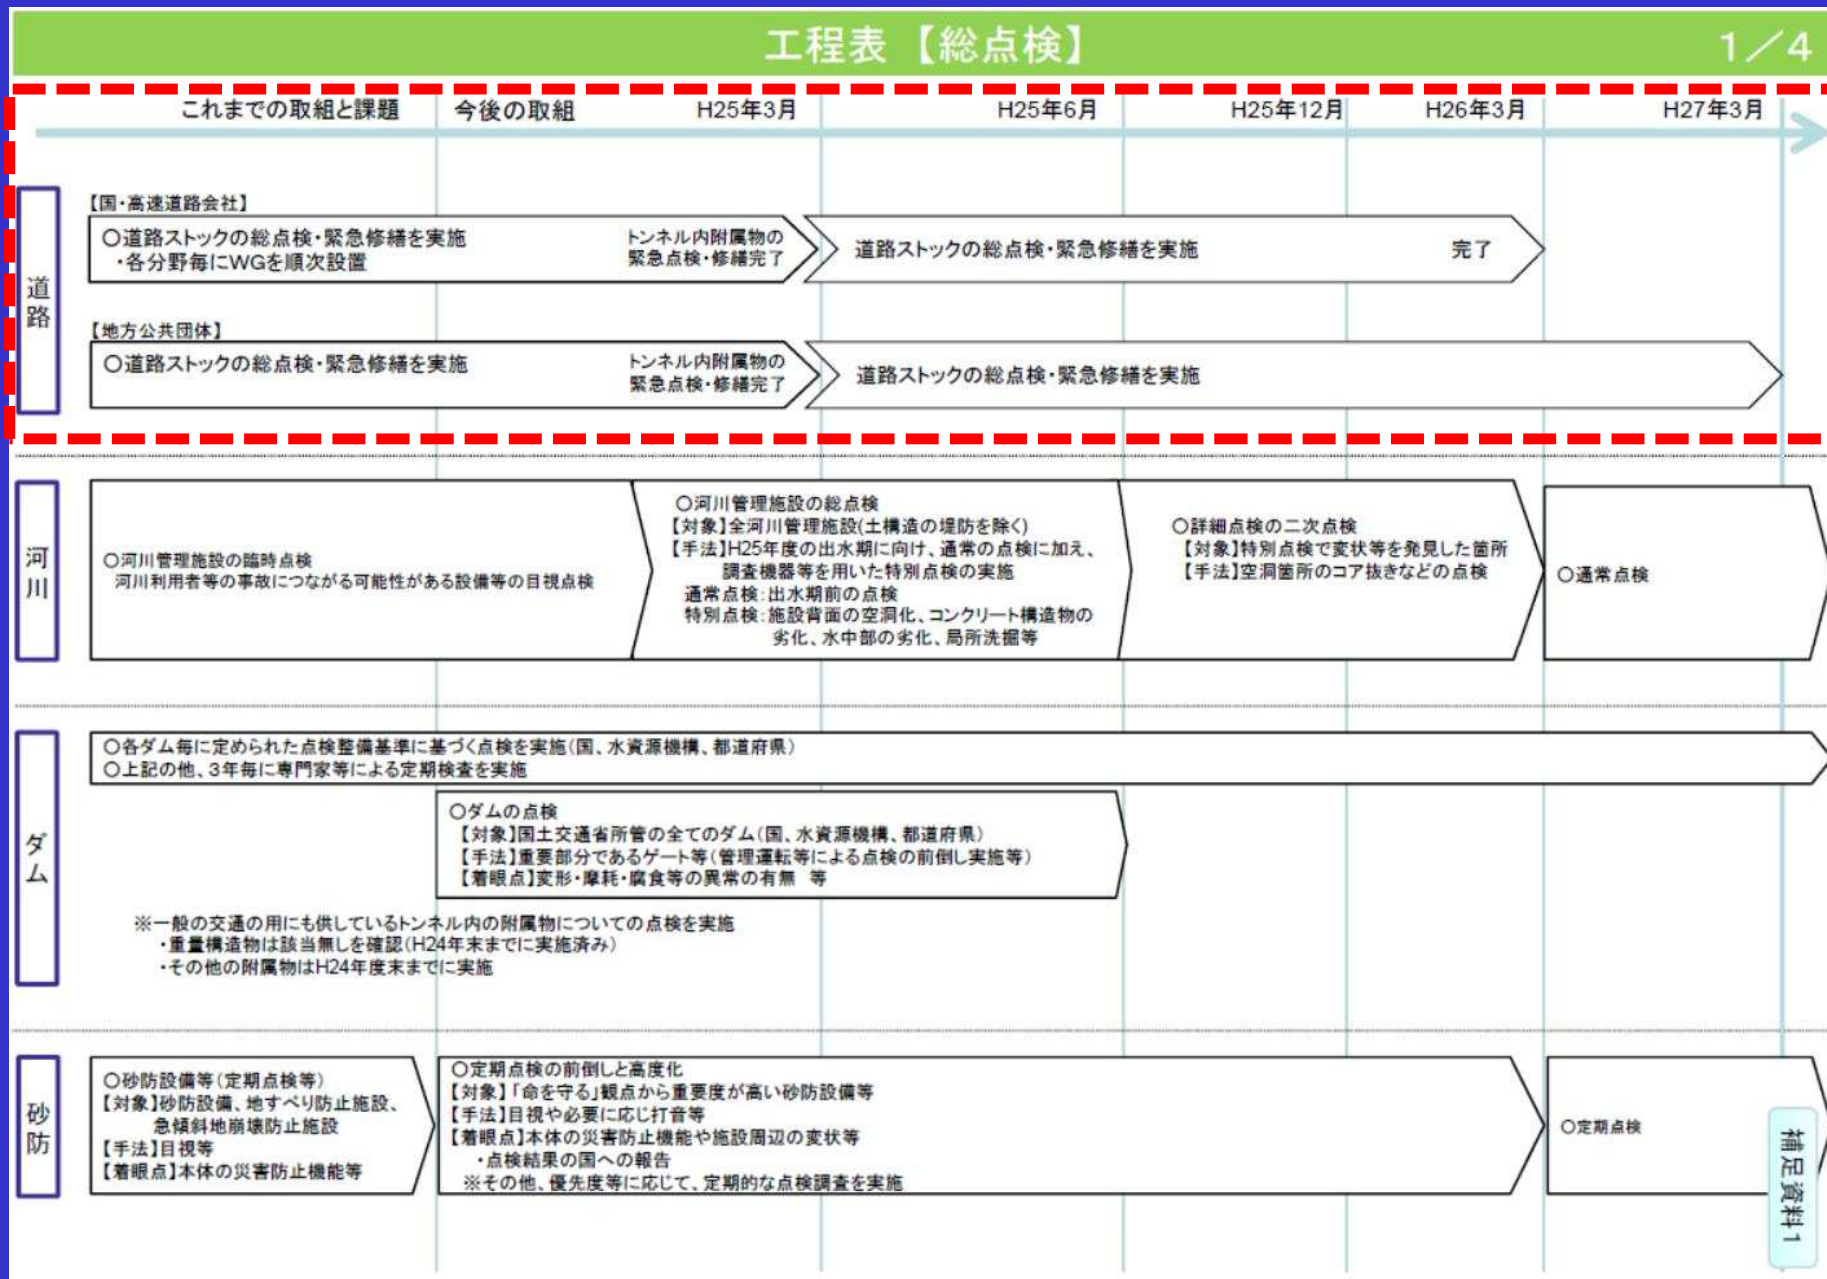 工程表【総点検】
1／4
これまでの取組と課題
今後の取組
H25年3月
H25年6月
H25年12月
H26年3月
H27年3月
道路
【国・高速道路会社】
○道路ストックの総点検・緊急修繕を実施
・各分野毎にWGを順次設置
トンネル内附属物の
緊急点検・修繕完了
道路ストックの総点検・緊急修繕を実施
完了
【地方公共団体】
○道路ストックの総点検・緊急修繕を実施
トンネル内附属物の
緊急点検・修繕完了
道路ストックの総点検・緊急修繕を実施
河川
○河川管理施設の臨時点検
河川利用者等の事故につながる可能性がある設備等の目視点検
○河川管理施設の総点検
【対象】全河川管理施設(土構造の堤防を除く)
【手法】H25年度の出水期に向け、通常の点検に加え、
調査機器等を用いた特別点検の実施
通常点検：出水期前の点検
特別点検：施設背面の空洞化、コンクリート構造物の
劣化、水中部の劣化、局所洗掘等
○詳細点検の二次点検
【対象】特別点検で変状等を発見した箇所
【手法】空洞箇所のコア抜きなどの点検
○通常点検
ダム
○各ダム毎に定められた点検整備基準に基づく点検を実施(国、水資源機構、都道府県)
○上記の他、3年毎に専門家等による定期検査を実施
○ダムの点検
【対象】国土交通省所管の全てのダム(国、水資源機構、都道府県)
【手法】重要部分であるゲート等(管理運転等による点検の前倒し実施等)
【着眼点】変形・摩耗・腐食等の異常の有無 等
※一般の交通の用にも供しているトンネル内の附属物についての点検を実施
・重量構造物は該当無しを確認(H24年末までに実施済み)
・その他の附属物はH24年度末までに実施
砂防
○砂防設備等(定期点検等)
【対象】砂防設備、地すべり防止施設、
急傾斜地崩壊防止施設
【手法】目視等
【着眼点】本体の災害防止機能等
○定期点検の前倒しと高度化
【対象】「命を守る」観点から重要度が高い砂防設備等
【手法】目視や必要に応じ打音等
【着眼点】本体の災害防止機能や施設周辺の変状等
・点検結果の国への報告
※その他、優先度等に応じて、定期的な点検調査を実施
○定期点検
補足資料1